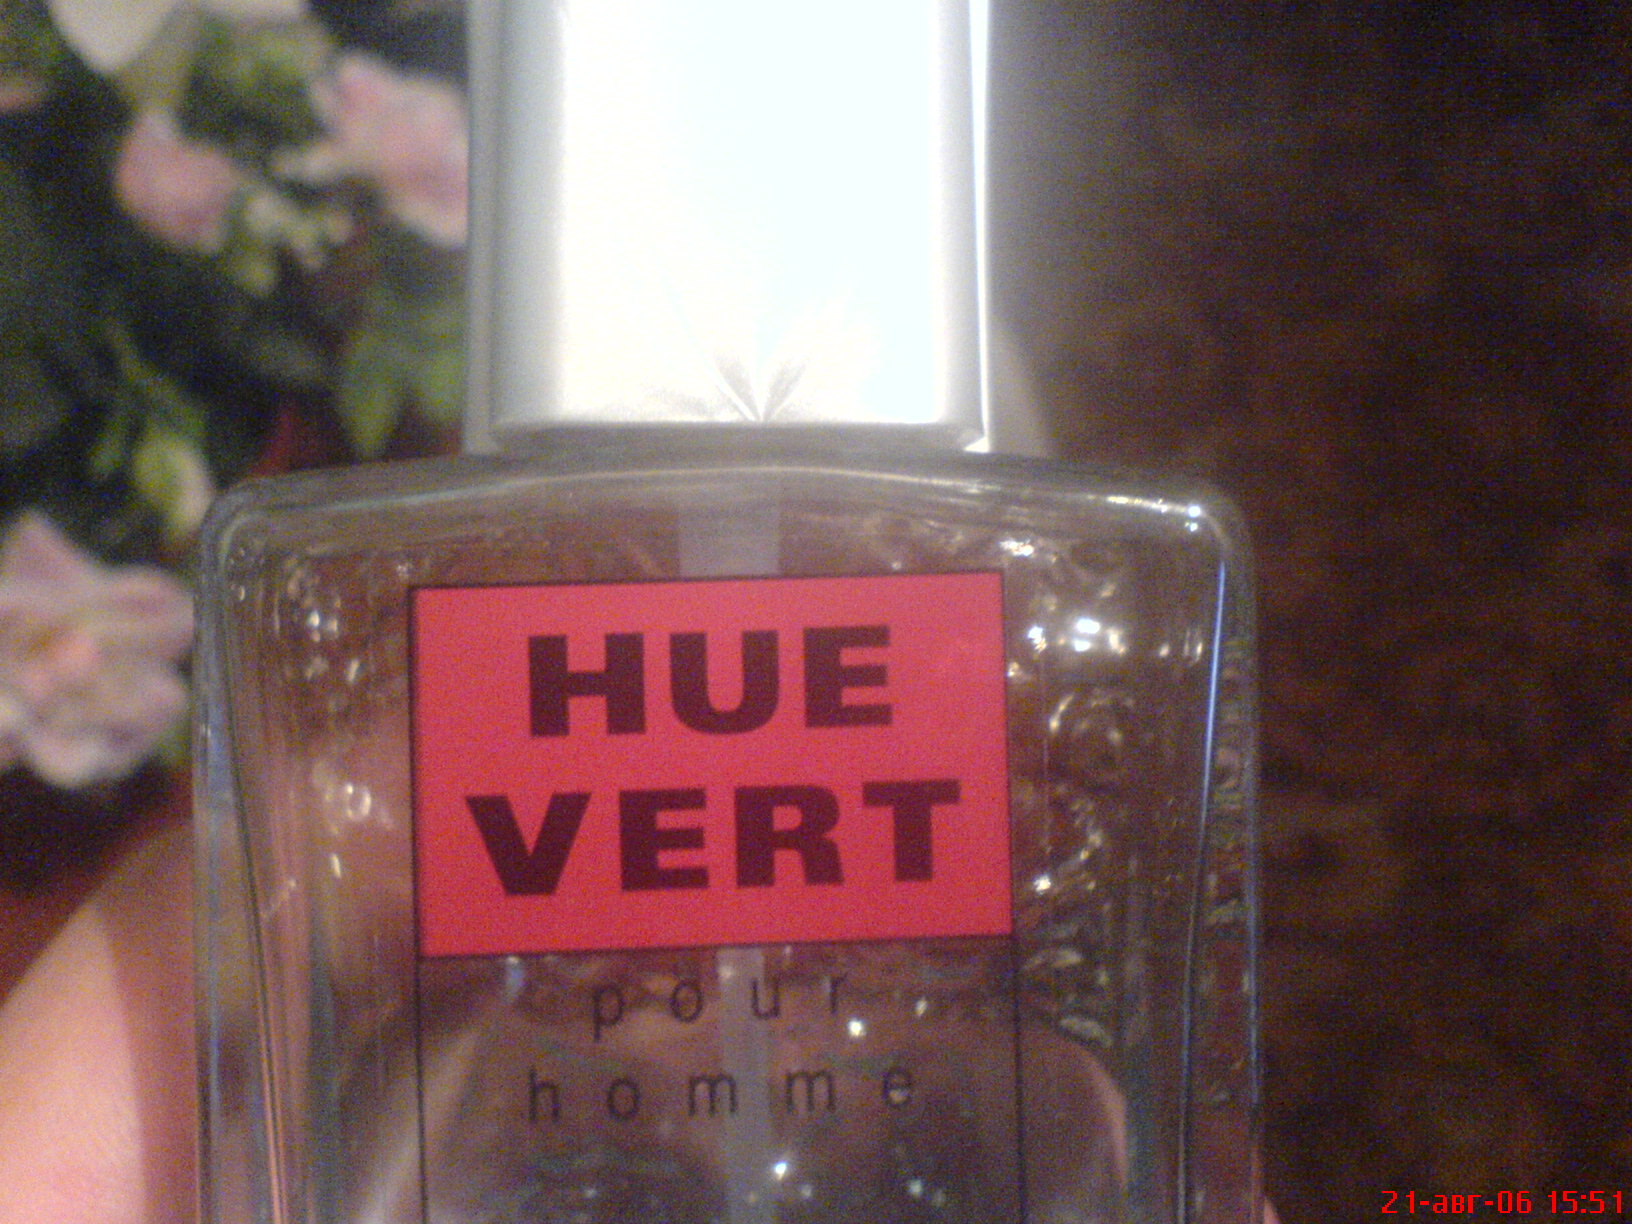 HUE
VERT
pour
homme
21-авг-06 15:51